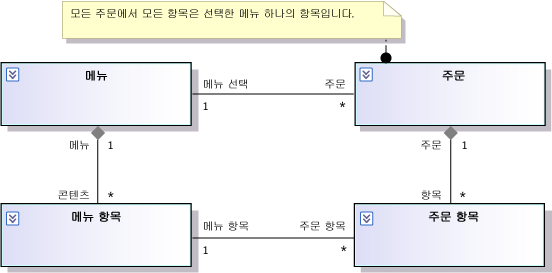 모든 주문에서 모든 항목은 선택한 메뉴 하나의 항목입니다.
메뉴
주문
메뉴 선택
주문
1
*
메뉴
1
주문
1
콘텐츠
*
항목
*
메뉴 항목
주문 항목
메뉴 항목
주문 항목
1
*